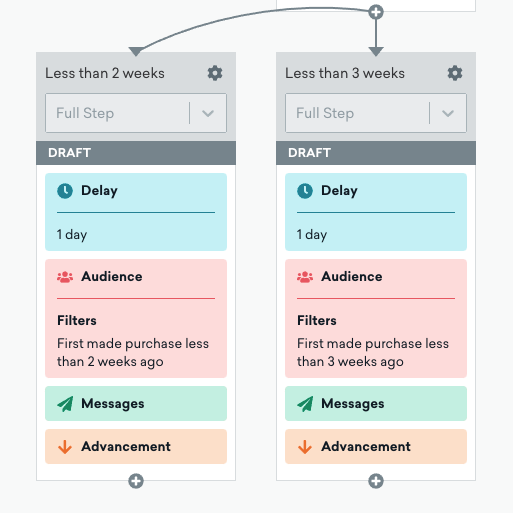 Less than 2 weeks
Full Step
DRAFT
Delay
1 day
Audience
Filters
First made purchase less
than 2 weeks ago
Messages
Advancement
Less than 3 weeks
Full Step
DRAFT
Delay
1 day
Audience
Filters
First made purchase less
than 3 weeks ago
Messages
Advancement